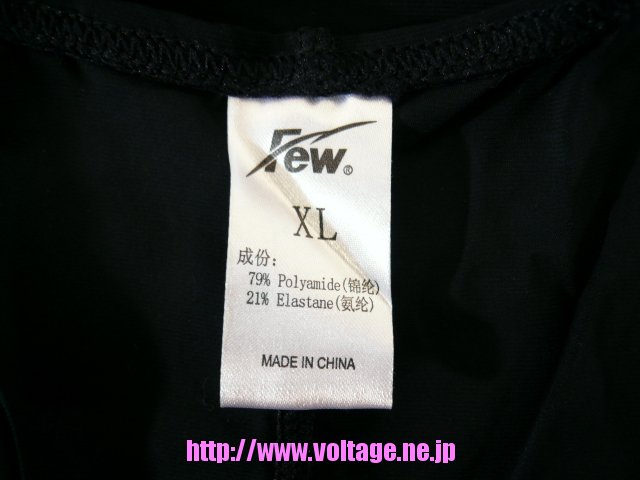 Few®
XL
成份:
79% Polyamide(锦纶)
21% Elastane(氨纶)
MADE IN CHINA
http://www.voltage.ne.jp